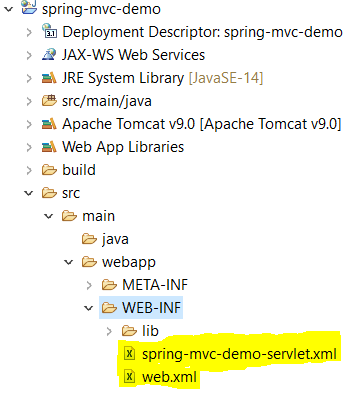 spring-mvc-demo
Deployment Descriptor: spring-mvc-demo
JAX-WS Web Services
JRE System Library [JavaSE-14]
src/main/java
Apache Tomcat v9.0 [Apache Tomcat v9.0]
Web App Libraries
build
src
main
java
webapp
META-INF
WEB-INF
lib
spring-mvc-demo-servlet.xml
web.xml